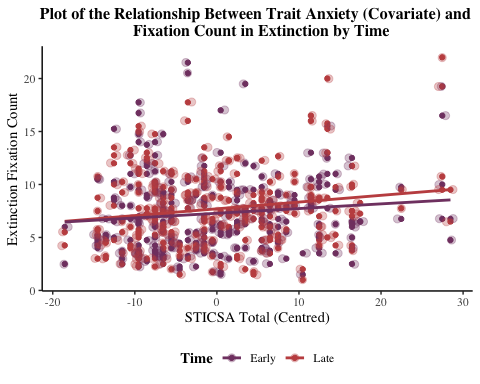 Plot of the Relationship Between Trait Anxiety (Covariate) and
Fixation Count in Extinction by Time
Extinction Fixation Count
20
15
10
5
0
-20
-10
0
10
20
30
STICSA Total (Centred)
Time
Early
Late